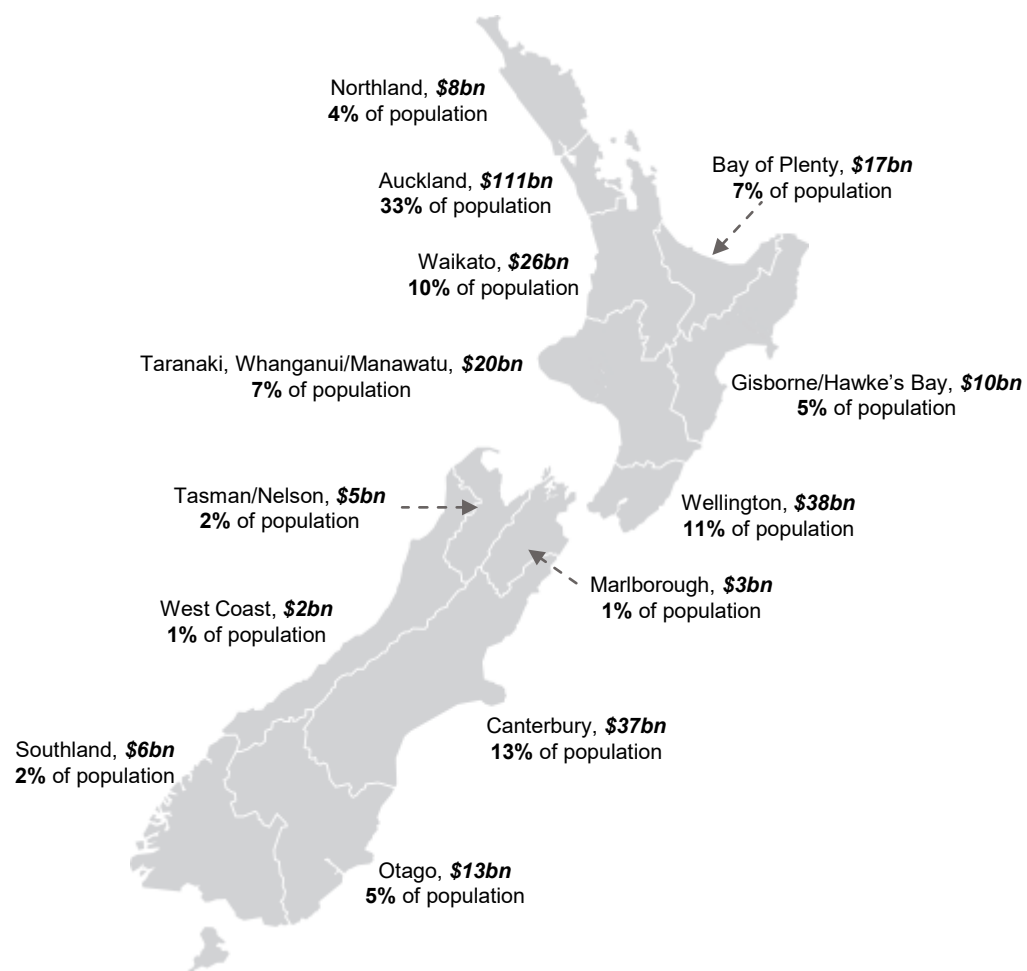 Northland, $8bn
4% of population
Bay of Plenty, $17bn
7% of population
Auckland, $111bn
33% of population
Waikato, $26bn
10% of population
Taranaki, Whanganui/Manawatu, $20bn
7% of population
Gisborne/Hawke's Bay, $10bn
5% of population
Tasman/Nelson, $5bn
2% of population
Wellington, $38bn
11% of population
Marlborough, $3bn
1% of population
West Coast, $2bn
1% of population
Canterbury, $37bn
13% of population
Southland, $6bn
2% of population
Otago, $13bn
5% of population